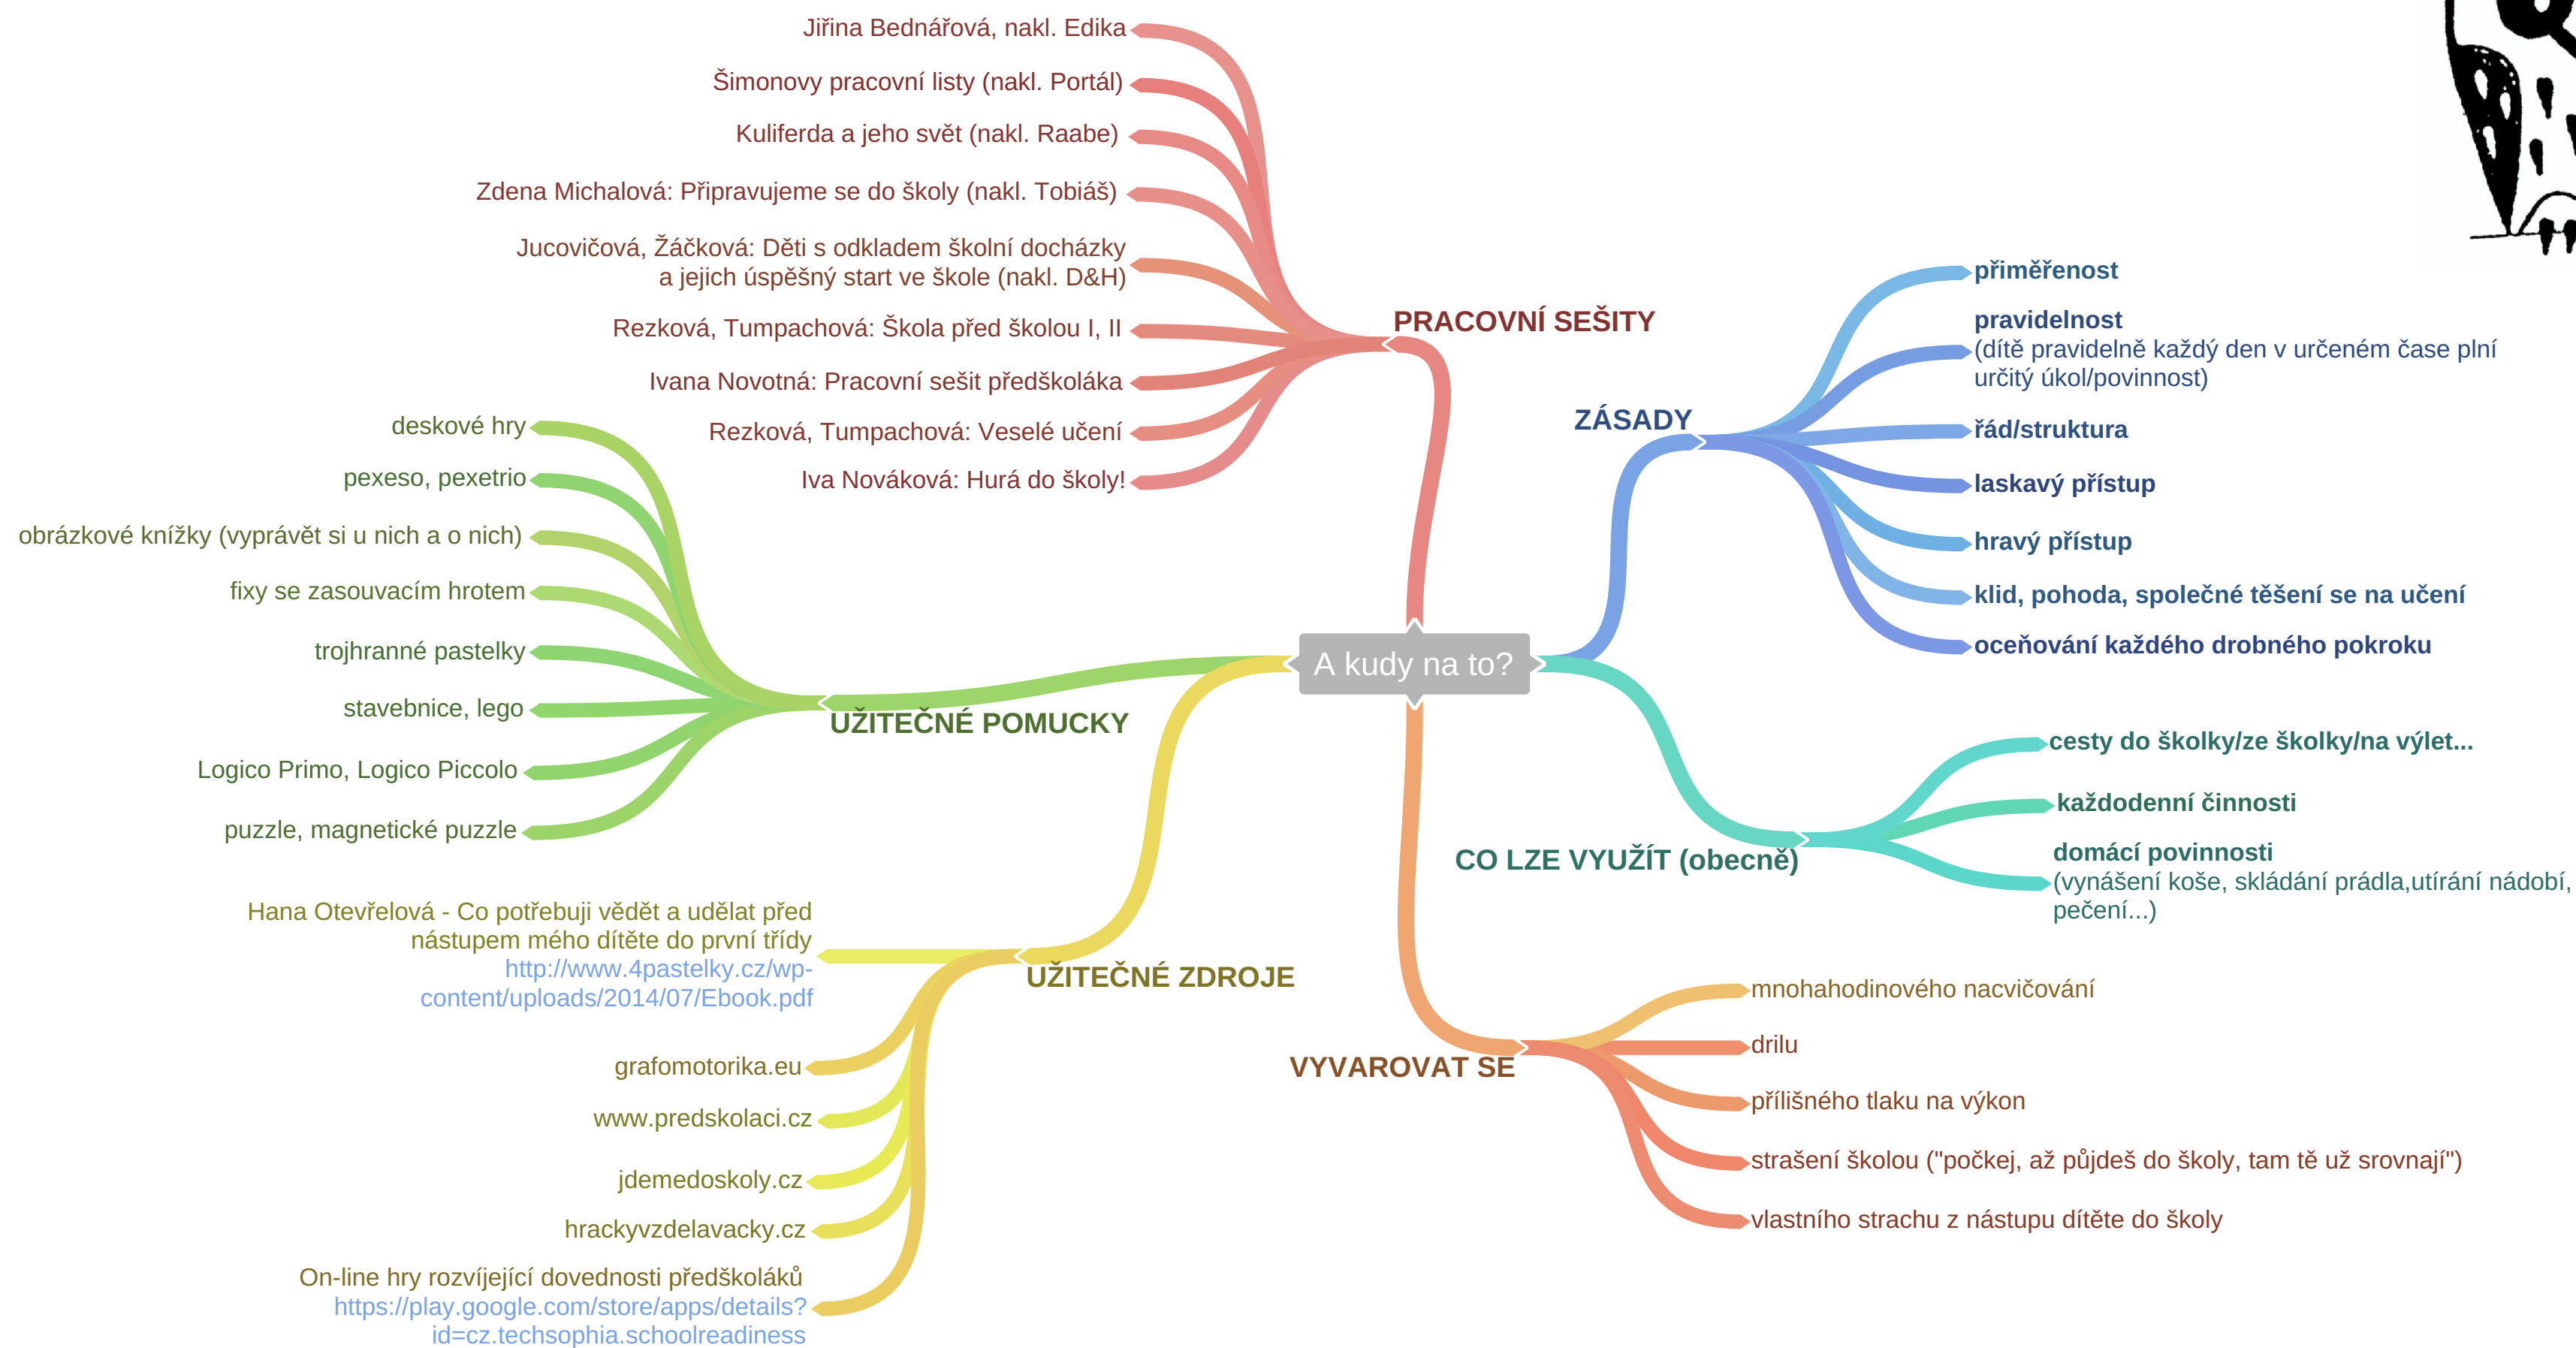 Jiřina Bednářová, nakl. Edika
Šimonovy pracovní listy (nakl. Portál)
Kuliferda a jeho svět (nakl. Raabe)
Zdena Michalová: Připravujeme se do školy (nakl. Tobiáš)
Jucovičová, Žáčková: Děti s odkladem školní docházky
a jejich úspěšný start ve škole (nakl. D&H)
Rezková, Tumpachová: Škola před školou I, II
Ivana Novotná: Pracovní sešit předškoláka
Rezková, Tumpachová: Veselé učení
Iva Nováková: Hurá do školy!
PRACOVNÍ SEŠITY
ZÁSADY
přiměřenost
pravidelnost
(dítě pravidelně každý den v určeném čase plní
určitý úkol/povinnost)
řád/struktura
laskavý přístup
hravý přístup
klid, pohoda, společné těšení se na učení
oceňování každého drobného pokroku
deskové hry
pexeso, pexetrio
obrázkové knížky (vyprávět si u nich a o nich)
fixy se zasouvacím hrotem
trojhranné pastelky
stavebnice, lego
Logico Primo, Logico Piccolo
puzzle, magnetické puzzle
UŽITEČNÉ POMUCKY
A kudy na to?
CO LZE VYUŽÍT (obecně)
cesty do školky/ze školky/na výlet...
každodenní činnosti
domácí povinnosti
(vynášení koše, skládání prádla,utírání nádobí,
pečení...)
Hana Otevřelová - Co potřebuji vědět a udělat před
nástupem mého dítěte do první třídy
http://www.4pastelky.cz/wp-
content/uploads/2014/07/Ebook.pdf
grafomotorika.eu
www.predskolaci.cz
jdemedoskoly.cz
hrackyvzdelavacky.cz
On-line hry rozvíjející dovednosti předškoláků
https://play.google.com/store/apps/details?
id=cz.techsophia.schoolreadiness
UŽITEČNÉ ZDROJE
VYVAROVAT SE
mnohahodinového nacvičování
drilu
přílišného tlaku na výkon
strašení školou ("počkej, až půjdeš do školy, tam tě už srovnají")
vlastního strachu z nástupu dítěte do školy